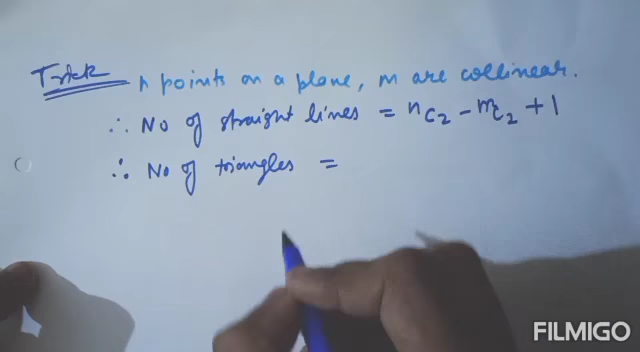 Trick n points on a plane, m are collinear.
∴ No of straight lines = nC2 - mC2 + 1
∴ No of triangles =
FILMIGO